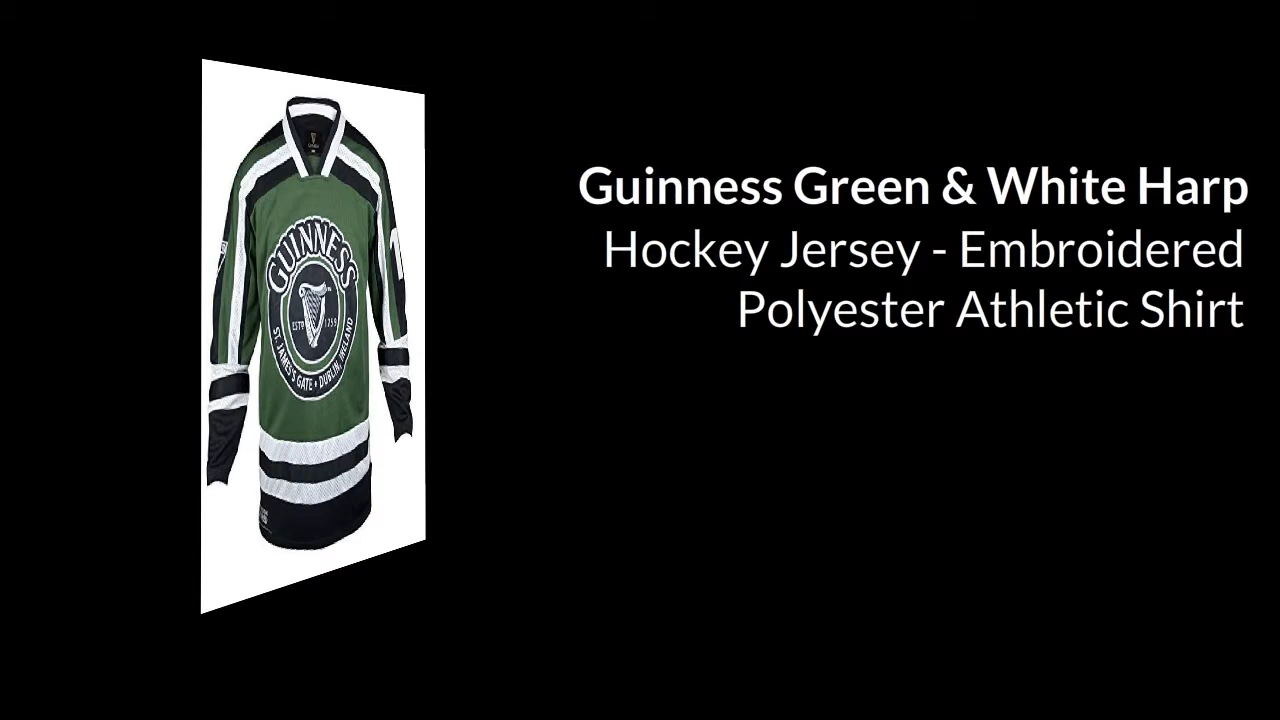 Guinness Green & White Harp
Hockey Jersey - Embroidered
Polyester Athletic Shirt
GUINNESS
ESTD 1759
ST. JAMES'S GATE • DUBLIN, IRELAND